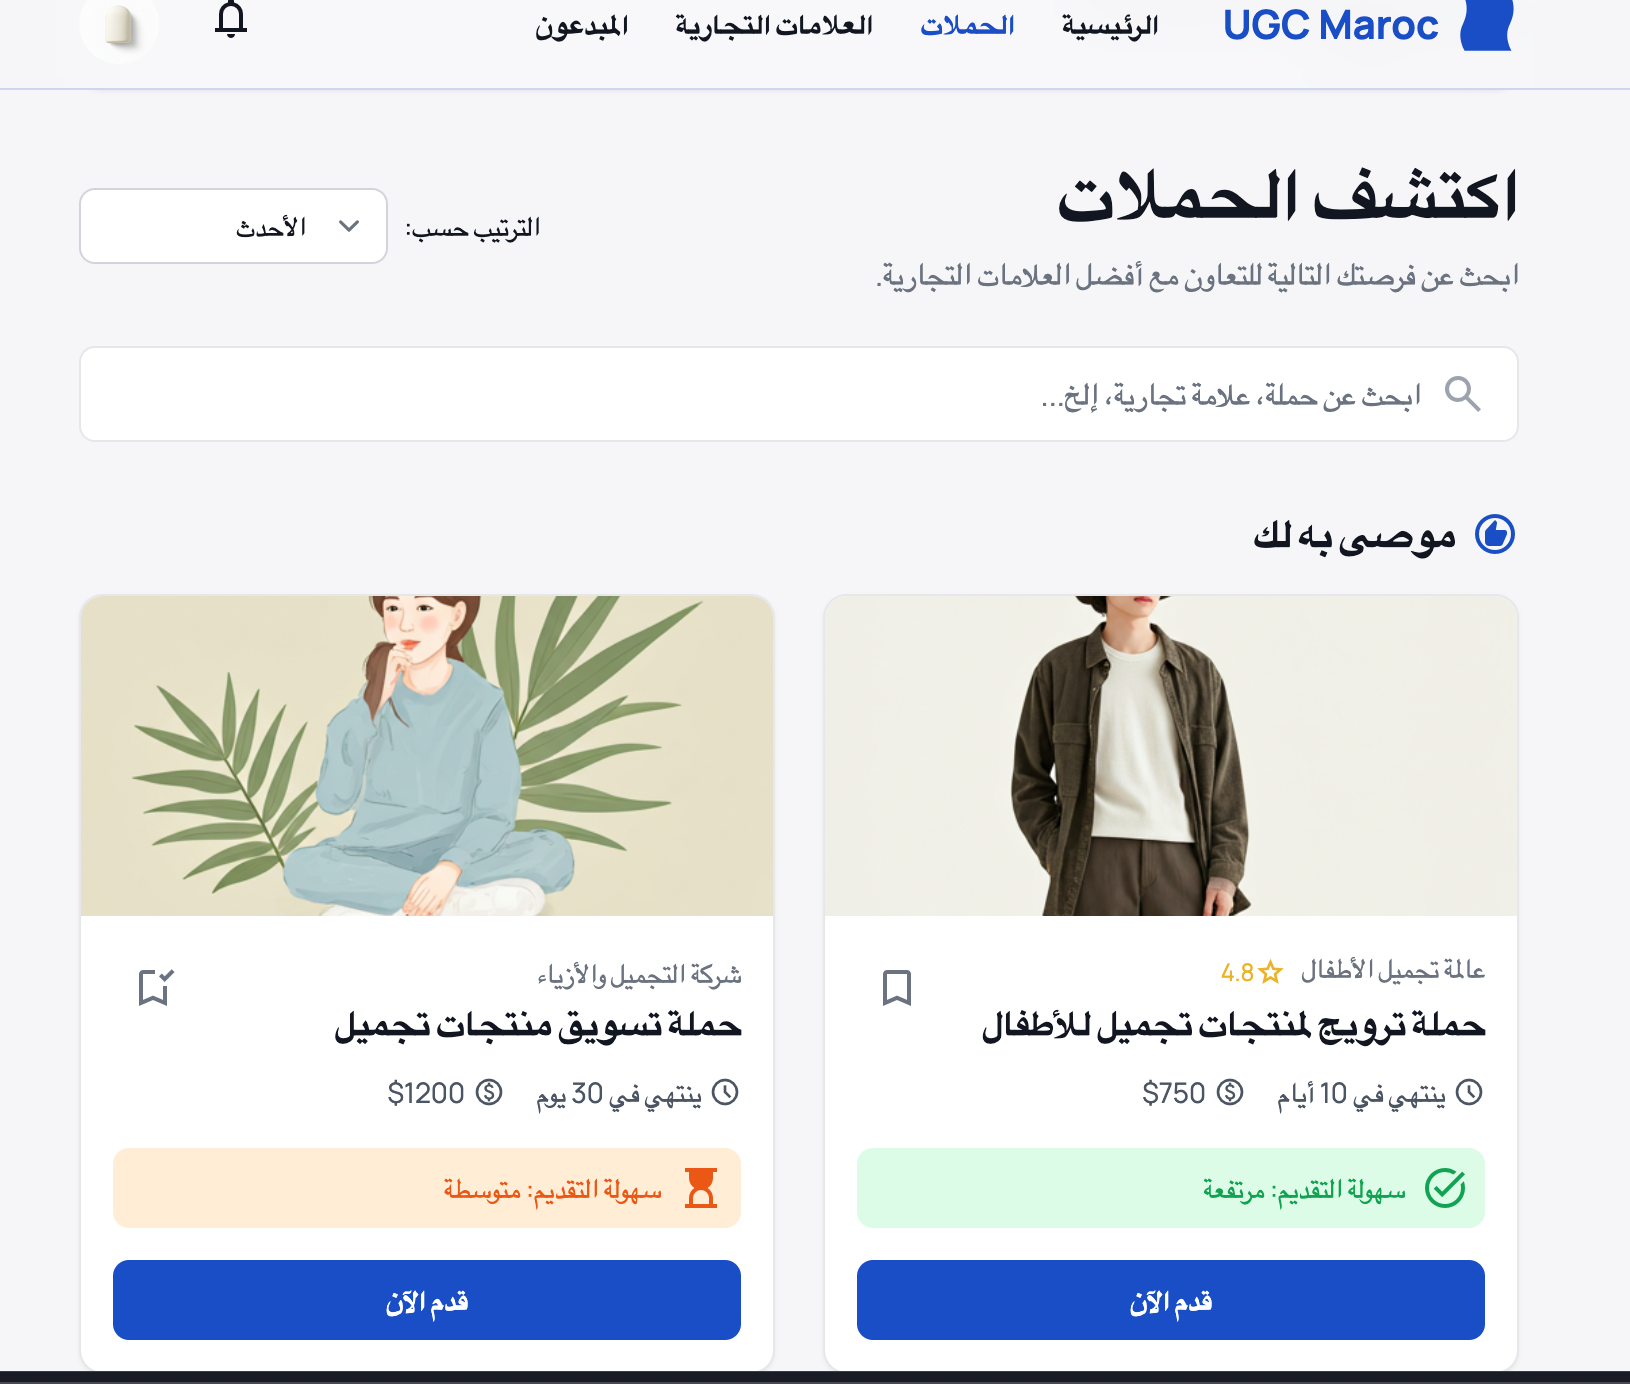 UGC Maroc
الرئيسية
الحملات
العلامات التجارية
المبدعون
اكتشف الحملات
ابحث عن فرصتك التالية للتعاون مع أفضل العلامات التجارية.
الترتيب حسب:
الأحدث
ابحث عن حملة، علامة تجارية، إلخ...
موصى به لك
عالمة تجميل الأطفال 4.8
حملة ترويج لمنتجات تجميل للأطفال
ينتهي في 10 أيام $750
سهولة التقديم: مرتفعة
قدم الآن
شركة التجميل والأزياء
حملة تسويق منتجات تجميل
ينتهي في 30 يوم $1200
سهولة التقديم: متوسطة
قدم الآن